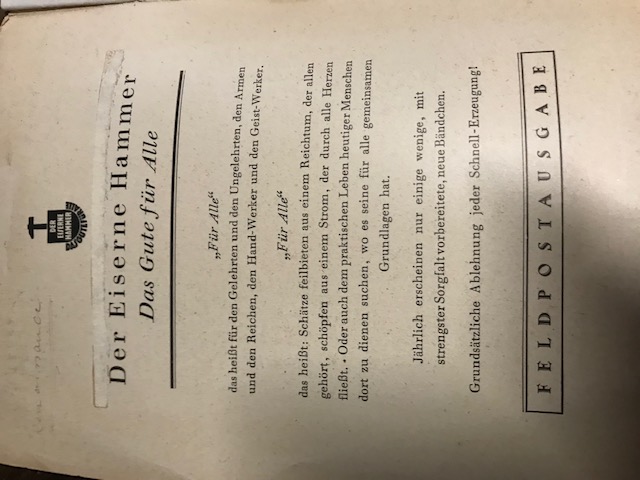 DER
EISERNE
HAMMER
Der Eiserne Hammer
Das Gute für Alle
„Für Alle“
das heißt für den Gelehrten und den Ungelehrten, den Armen
und den Reichen, den Hand-Werker und den Geist-Werker.
„Für Alle“
das heißt: Schätze feilbieten aus einem Reichtum, der allen
gehört, schöpfen aus einem Strom, der durch alle Herzen
fließt. • Oder auch dem praktischen Leben heutiger Menschen
dort zu dienen suchen, wo es seine für alle gemeinsamen
Grundlagen hat.
Jährlich erscheinen nur einige wenige, mit
strengster Sorgfalt vorbereitete, neue Bändchen.
Grundsätzliche Ablehnung jeder Schnell-Erzeugung!
FELDPOSTAUSGABE